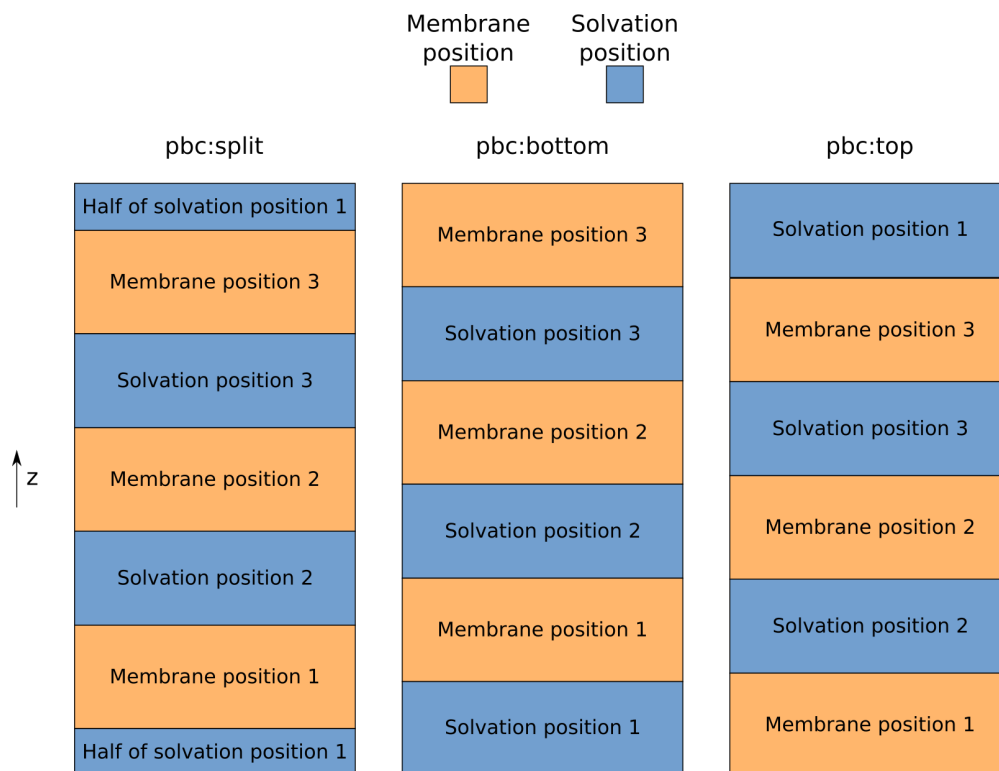 Membrane
position
Solvation
position
pbc:split
pbc:bottom
pbc:top
Half of solvation position 1
Membrane position 3
Solvation position 3
Membrane position 2
Solvation position 2
Membrane position 1
Half of solvation position 1
Membrane position 3
Solvation position 3
Membrane position 2
Solvation position 2
Membrane position 1
Solvation position 1
Solvation position 1
Membrane position 3
Solvation position 3
Membrane position 2
Solvation position 2
Membrane position 1
z